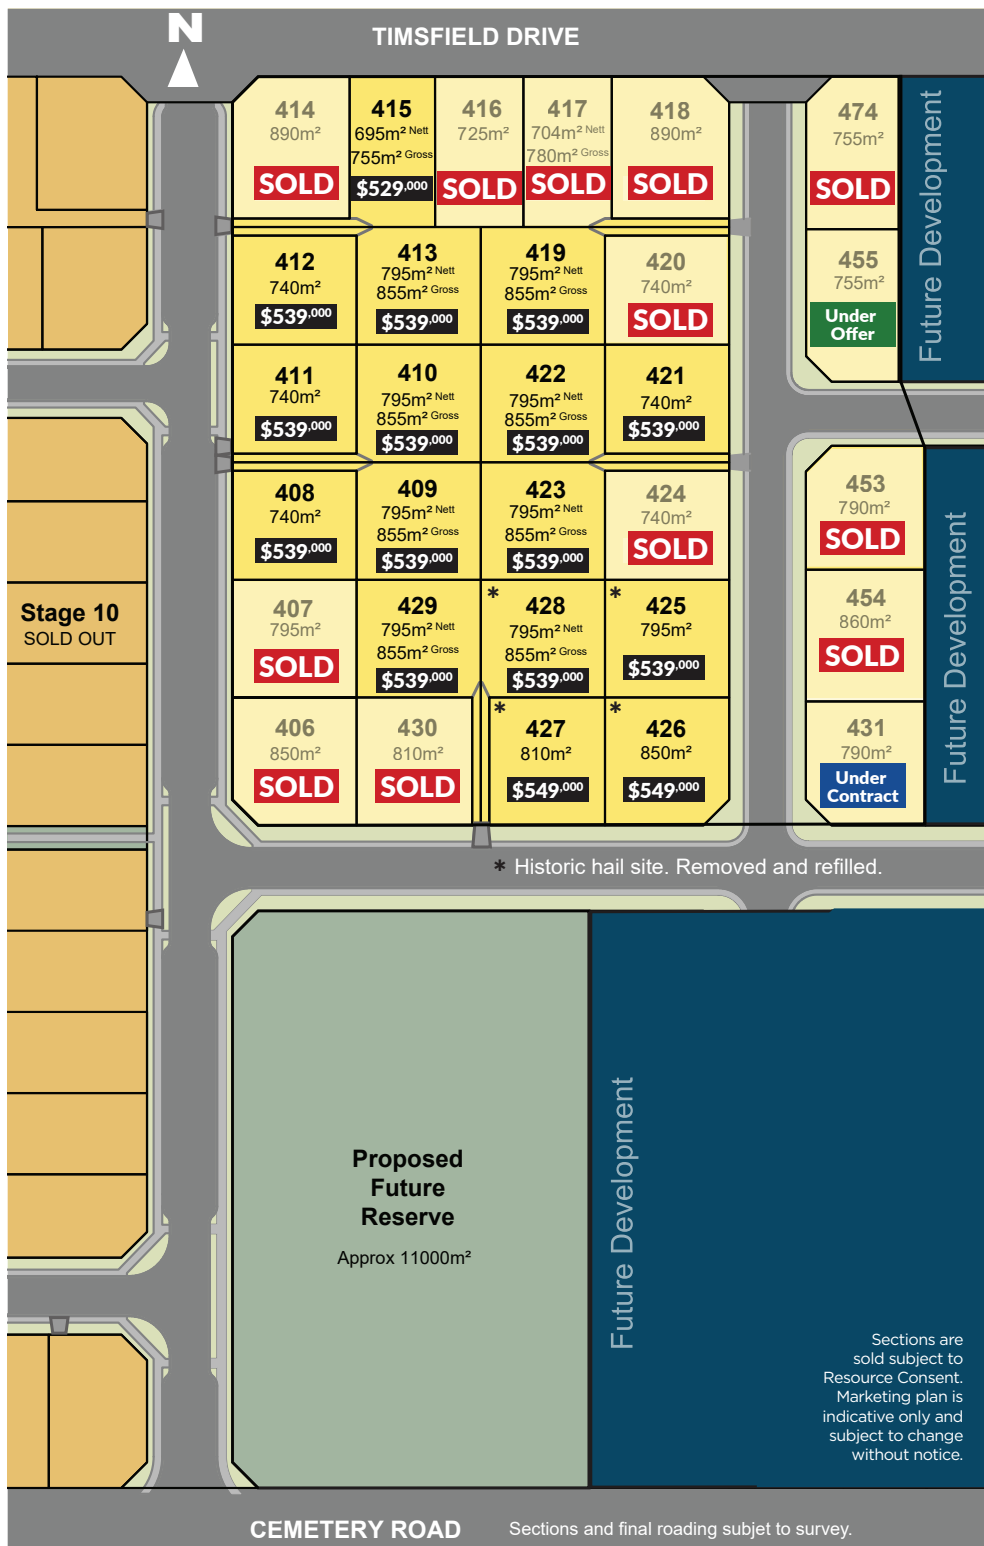 N
TIMSFIELD DRIVE
414
890m²
SOLD
415
695m² Nett
755m² Gross
$529,000
416
725m²
SOLD
417
704m² Nett
780m² Gross
SOLD
418
890m²
SOLD
474
755m²
SOLD
Future Development
412
740m²
$539,000
413
795m² Nett
855m² Gross
$539,000
419
795m² Nett
855m² Gross
$539,000
420
740m²
SOLD
455
755m²
Under
Offer
411
740m²
$539,000
410
795m² Nett
855m² Gross
$539,000
422
795m² Nett
855m² Gross
$539,000
421
740m²
$539,000
408
740m²
$539,000
409
795m² Nett
855m² Gross
$539,000
423
795m² Nett
855m² Gross
$539,000
424
740m²
SOLD
453
790m²
SOLD
Future Development
Stage 10
SOLD OUT
407
795m²
SOLD
429
795m² Nett
855m² Gross
$539,000
*
428
795m² Nett
855m² Gross
$539,000
*
425
795m²
$539,000
454
860m²
SOLD
406
850m²
SOLD
430
810m²
SOLD
*
427
810m²
$549,000
*
426
850m²
$549,000
431
790m²
Under
Contract
* Historic hail site. Removed and refilled.
Proposed
Future
Reserve
Approx 11000m²
Future Development
Sections are
sold subject to
Resource Consent.
Marketing plan is
indicative only and
subject to change
without notice.
CEMETERY ROAD
Sections and final roading subjet to survey.